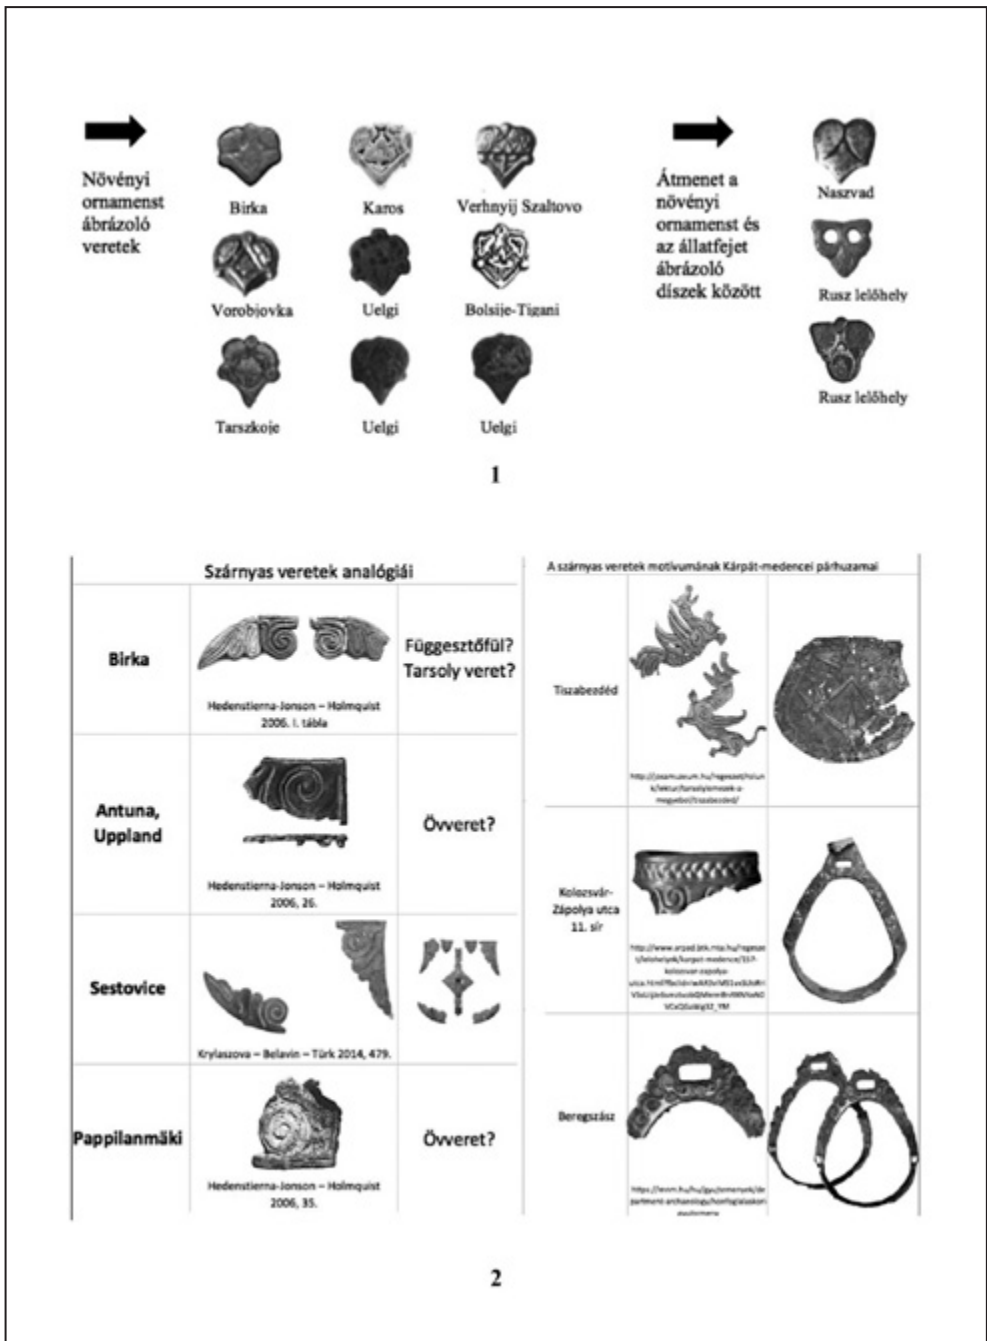 Növényi
ornamenst
ábrázoló
veretek
Birka
Karos
Verhnyij Szaltovo
Vorobjovka
Uelgi
Bolsije-Tigani
Tarszkoje
Uelgi
Uelgi
Átmenet a
növényi
ornamenst és
az állatfejet
ábrázoló
díszek között
Naszvad
Rusz lelőhely
Rusz lelőhely
1
Szárnyas veretek analógiái
Birka
Hedenstierna-Jonson – Holmquist
2006. I. tábla
Függesztőfül?
Tarsoly veret?
Antuna,
Uppland
Hedenstierna-Jonson – Holmquist
2006, 26.
Övveret?
Sestovice
Krylaszova – Belavin – Türk 2014, 479.
Pappilanmäki
Hedenstierna-Jonson – Holmquist
2006, 35.
Övveret?
A szárnyas veretek motívumának Kárpát-medencei párhuzamai
Tiszabezdéd
Kolozsvár-
Zápolya utca
11. sír
Beregszász
2